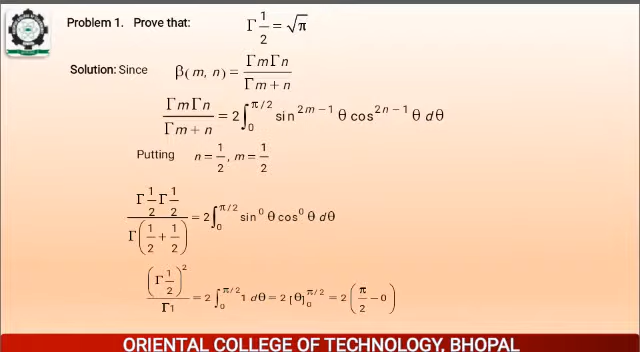 Problem 1. Prove that: Γ1/2 = √π
Solution: Since β(m, n) = ΓmΓn / Γm + n
ΓmΓn / Γm + n = 2∫₀^(π/2) sin^(2m−1) θ cos^(2n−1) θ dθ
Putting n = 1/2, m = 1/2
Γ1/2 Γ1/2 / Γ(1/2 + 1/2) = 2∫₀^(π/2) sin⁰ θ cos⁰ θ dθ
(Γ1/2)² / Γ1 = 2 ∫₀^(π/2) 1 dθ = 2 [θ]₀^(π/2) = 2 (π/2 − 0)
ORIENTAL COLLEGE OF TECHNOLOGY, BHOPAL